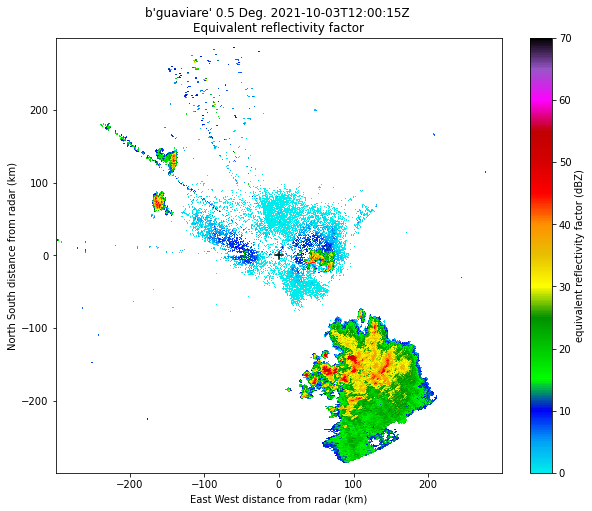 b'guaviare' 0.5 Deg. 2021-10-03T12:00:15Z
Equivalent reflectivity factor
North South distance from radar (km)
200
100
0
−100
−200
−200 −100 0 100 200
East West distance from radar (km)
70
60
50
40
30
20
10
0
equivalent reflectivity factor (dBZ)